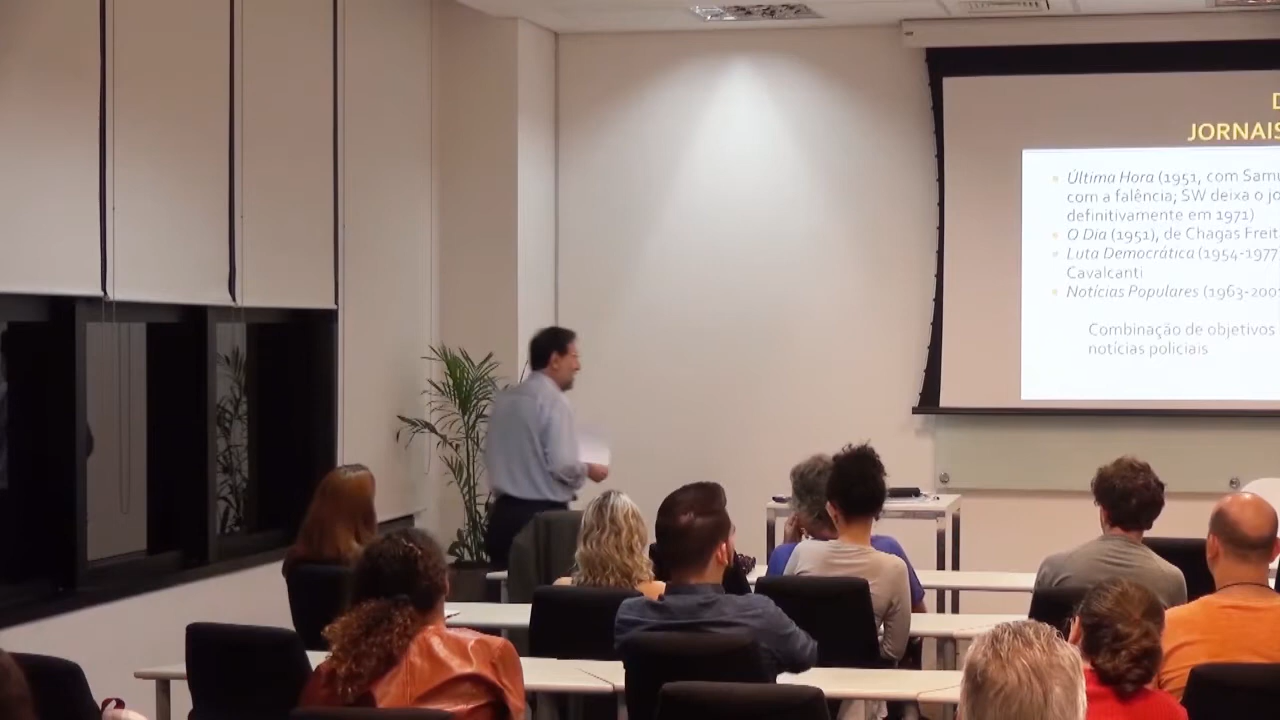 D
JORNAIS
Última Hora (1951, com Samu
com a falência; SW deixa o jo
definitivamente em 1971)
O Dia (1951), de Chagas Freit
Luta Democrática (1954-1977
Cavalcanti
Notícias Populares (1963-200
Combinação de objetivos
notícias policiais